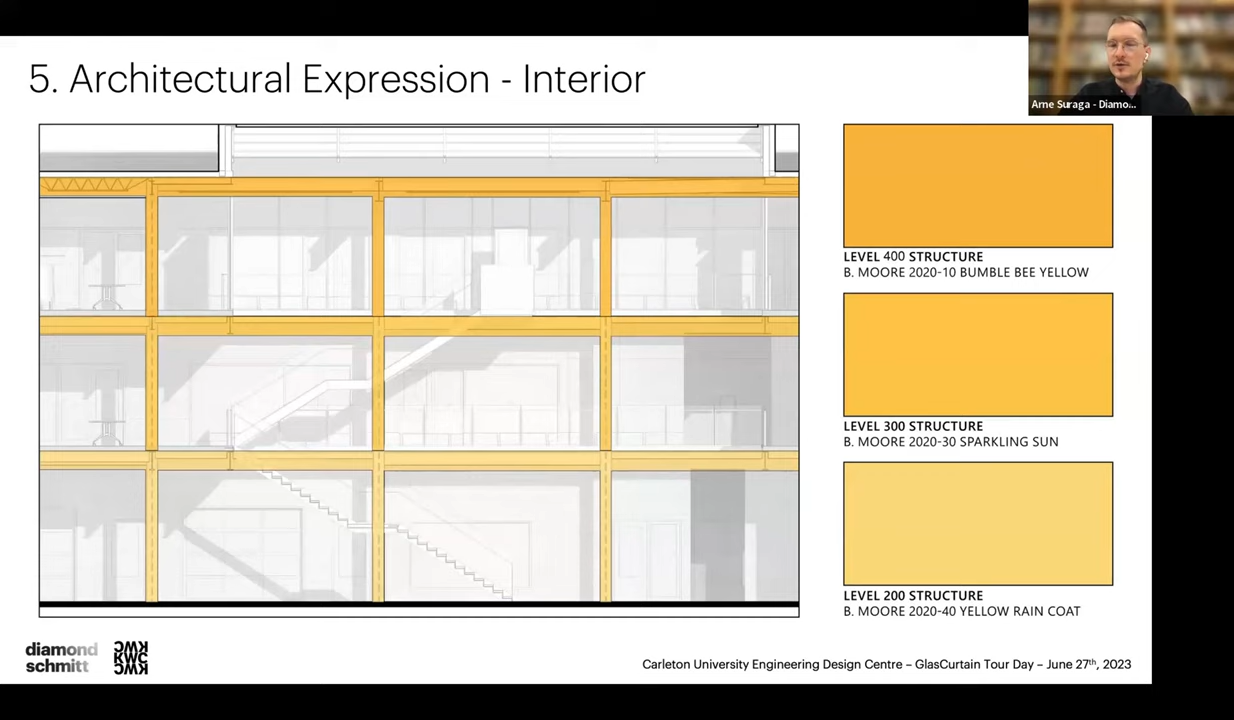 5. Architectural Expression - Interior
Arne Suraga - Diamo...
LEVEL 400 STRUCTURE
B. MOORE 2020-10 BUMBLE BEE YELLOW
LEVEL 300 STRUCTURE
B. MOORE 2020-30 SPARKLING SUN
LEVEL 200 STRUCTURE
B. MOORE 2020-40 YELLOW RAIN COAT
diamond
schmitt
KWC
Carleton University Engineering Design Centre – GlasCurtain Tour Day – June 27th, 2023